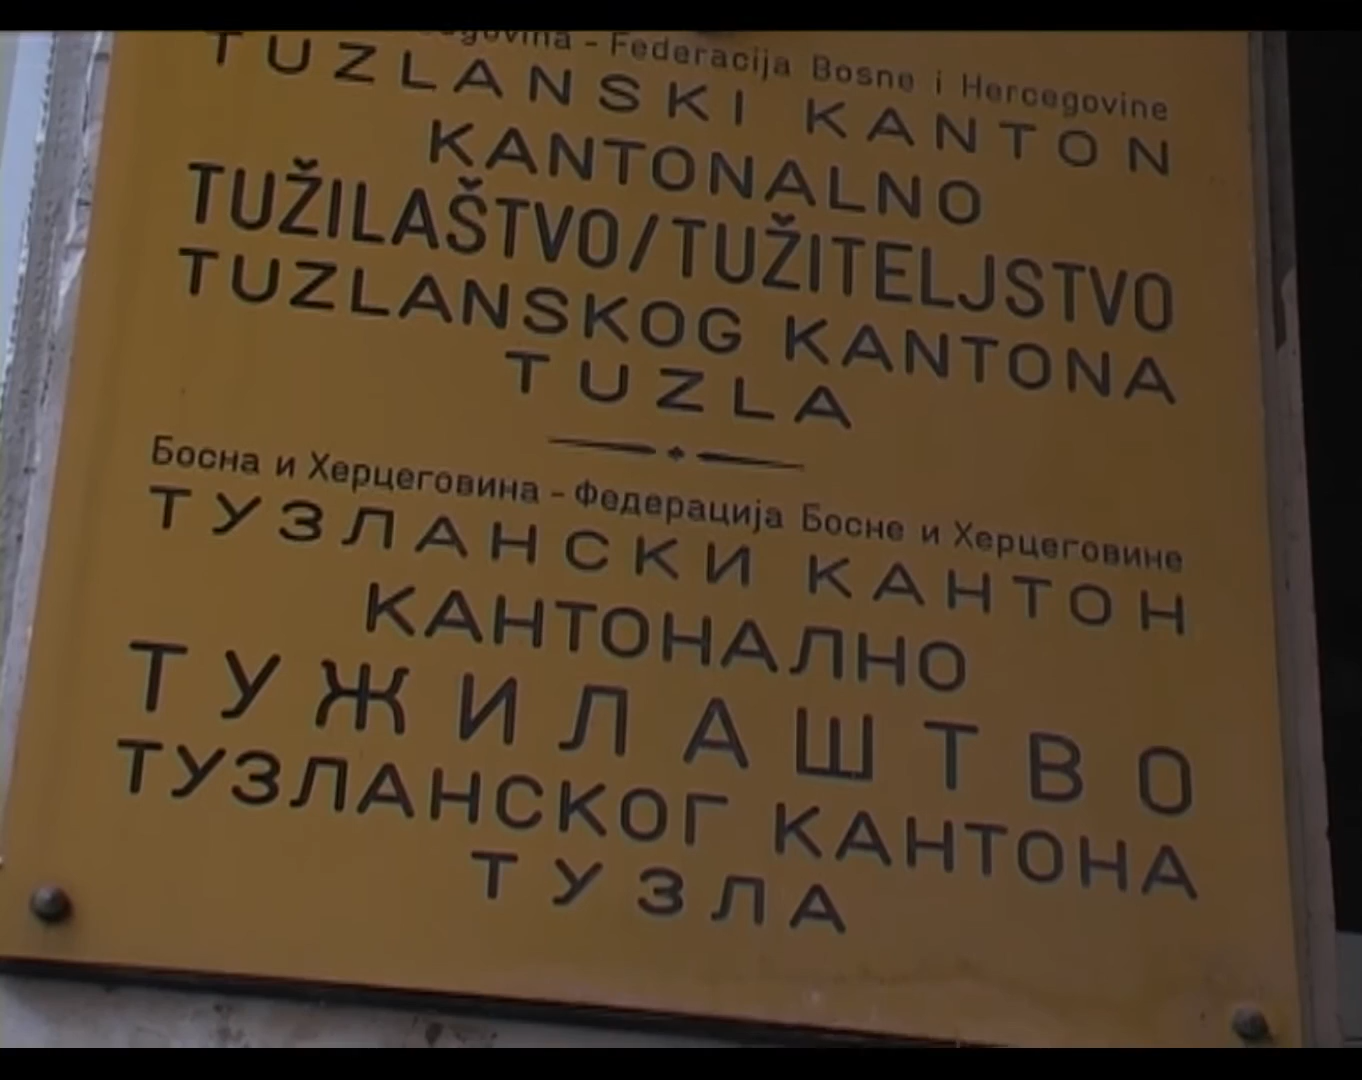 - Federacija Bosne i Hercegovine
TUZLANSKI KANTON
KANTONALNO
TUŽILAŠTVO/TUŽITELJSTVO
TUZLANSKOG KANTONA
TUZLA
Босна и Херцеговина - Федерација Босне и Херцеговине
ТУЗЛАНСКИ КАНТОН
КАНТОНАЛНО
ТУЖИЛАШТВО
ТУЗЛАНСКОГ КАНТОНА
ТУЗЛА